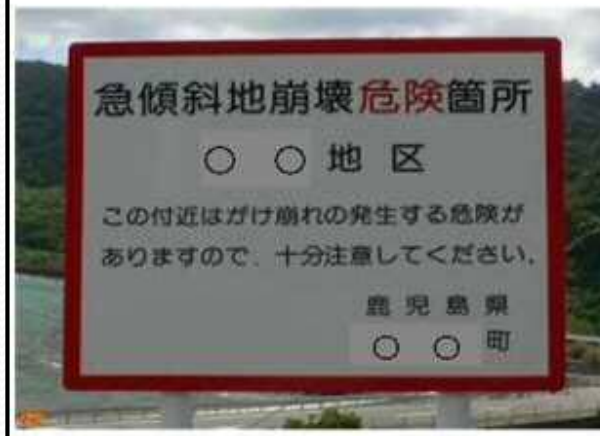 急傾斜地崩壊危険箇所
○ ○ 地 区
この付近はがけ崩れの発生する危険が
ありますので、十分注意してください。
鹿 児 島 県
○ ○ 町